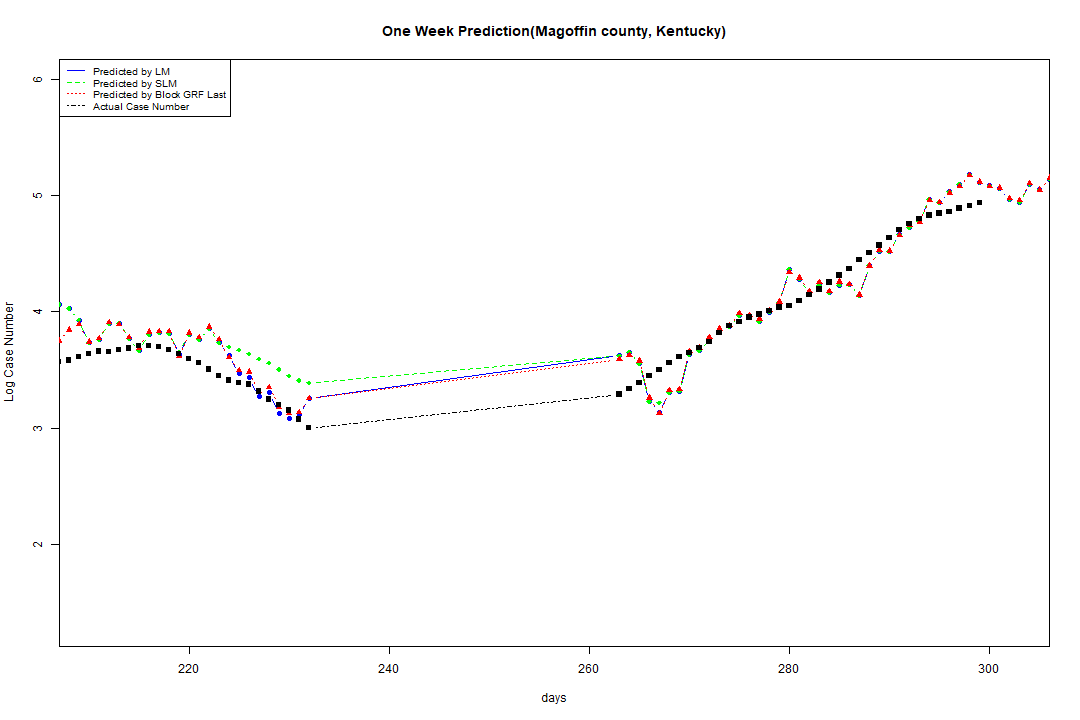 One Week Prediction(Magoffin county, Kentucky)
Predicted by LM
Predicted by SLM
Predicted by Block GRF Last
Actual Case Number
6
5
4
3
2
Log Case Number
220 240 260 280 300
days